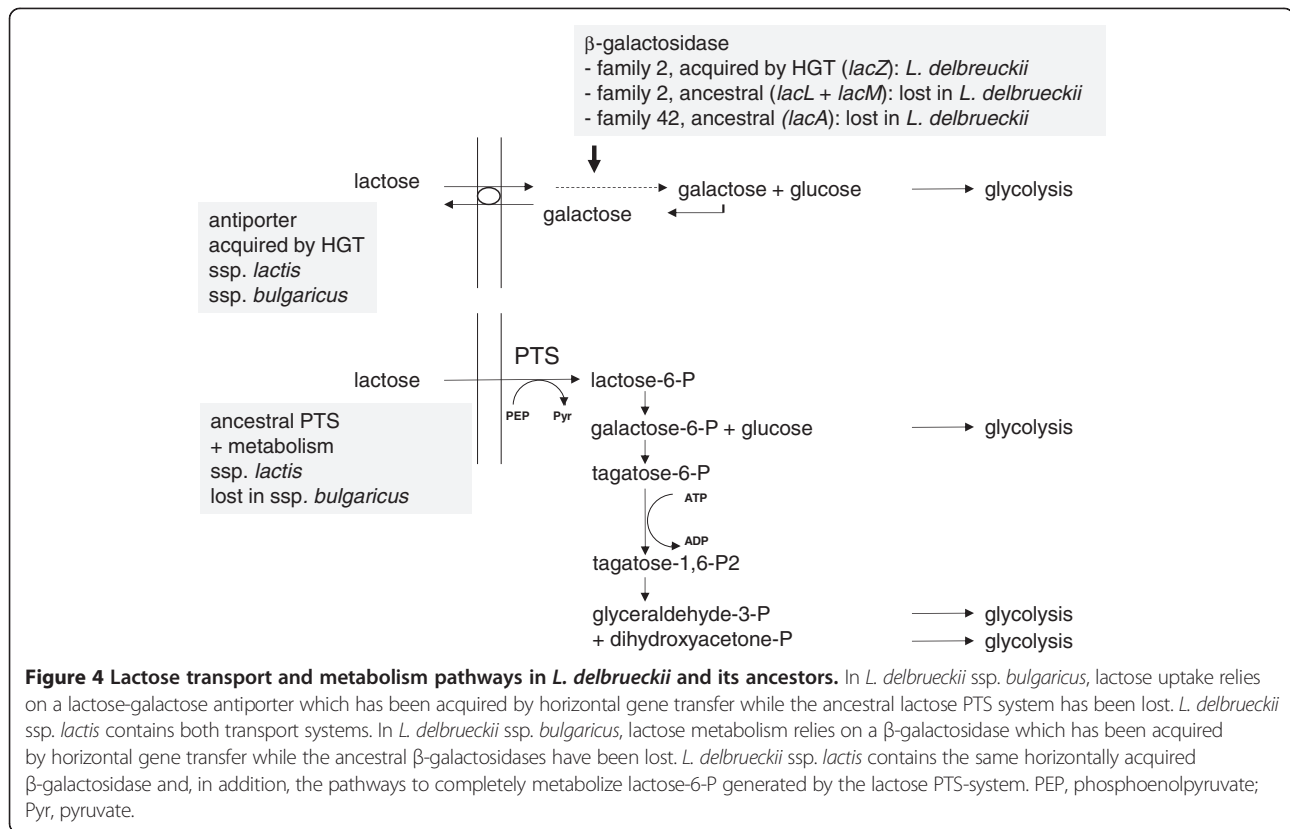 β-galactosidase
- family 2, acquired by HGT (lacZ): L. delbreuckii
- family 2, ancestral (lacL + lacM): lost in L. delbrueckii
- family 42, ancestral (lacA): lost in L. delbrueckii
lactose
galactose + glucose
glycolysis
galactose
antiporter
acquired by HGT
ssp. lactis
ssp. bulgaricus
PTS
lactose
lactose-6-P
PEP
Pyr
ancestral PTS
+ metabolism
ssp. lactis
lost in ssp. bulgaricus
galactose-6-P + glucose
glycolysis
tagatose-6-P
ATP
ADP
tagatose-1,6-P2
glyceraldehyde-3-P
glycolysis
+ dihydroxyacetone-P
glycolysis
Figure 4 Lactose transport and metabolism pathways in L. delbrueckii and its ancestors. In L. delbrueckii ssp. bulgaricus, lactose uptake relies
on a lactose-galactose antiporter which has been acquired by horizontal gene transfer while the ancestral lactose PTS system has been lost. L. delbrueckii
ssp. lactis contains both transport systems. In L. delbrueckii ssp. bulgaricus, lactose metabolism relies on a β-galactosidase which has been acquired
by horizontal gene transfer while the ancestral β-galactosidases have been lost. L. delbrueckii ssp. lactis contains the same horizontally acquired
β-galactosidase and, in addition, the pathways to completely metabolize lactose-6-P generated by the lactose PTS-system. PEP, phosphoenolpyruvate;
Pyr, pyruvate.